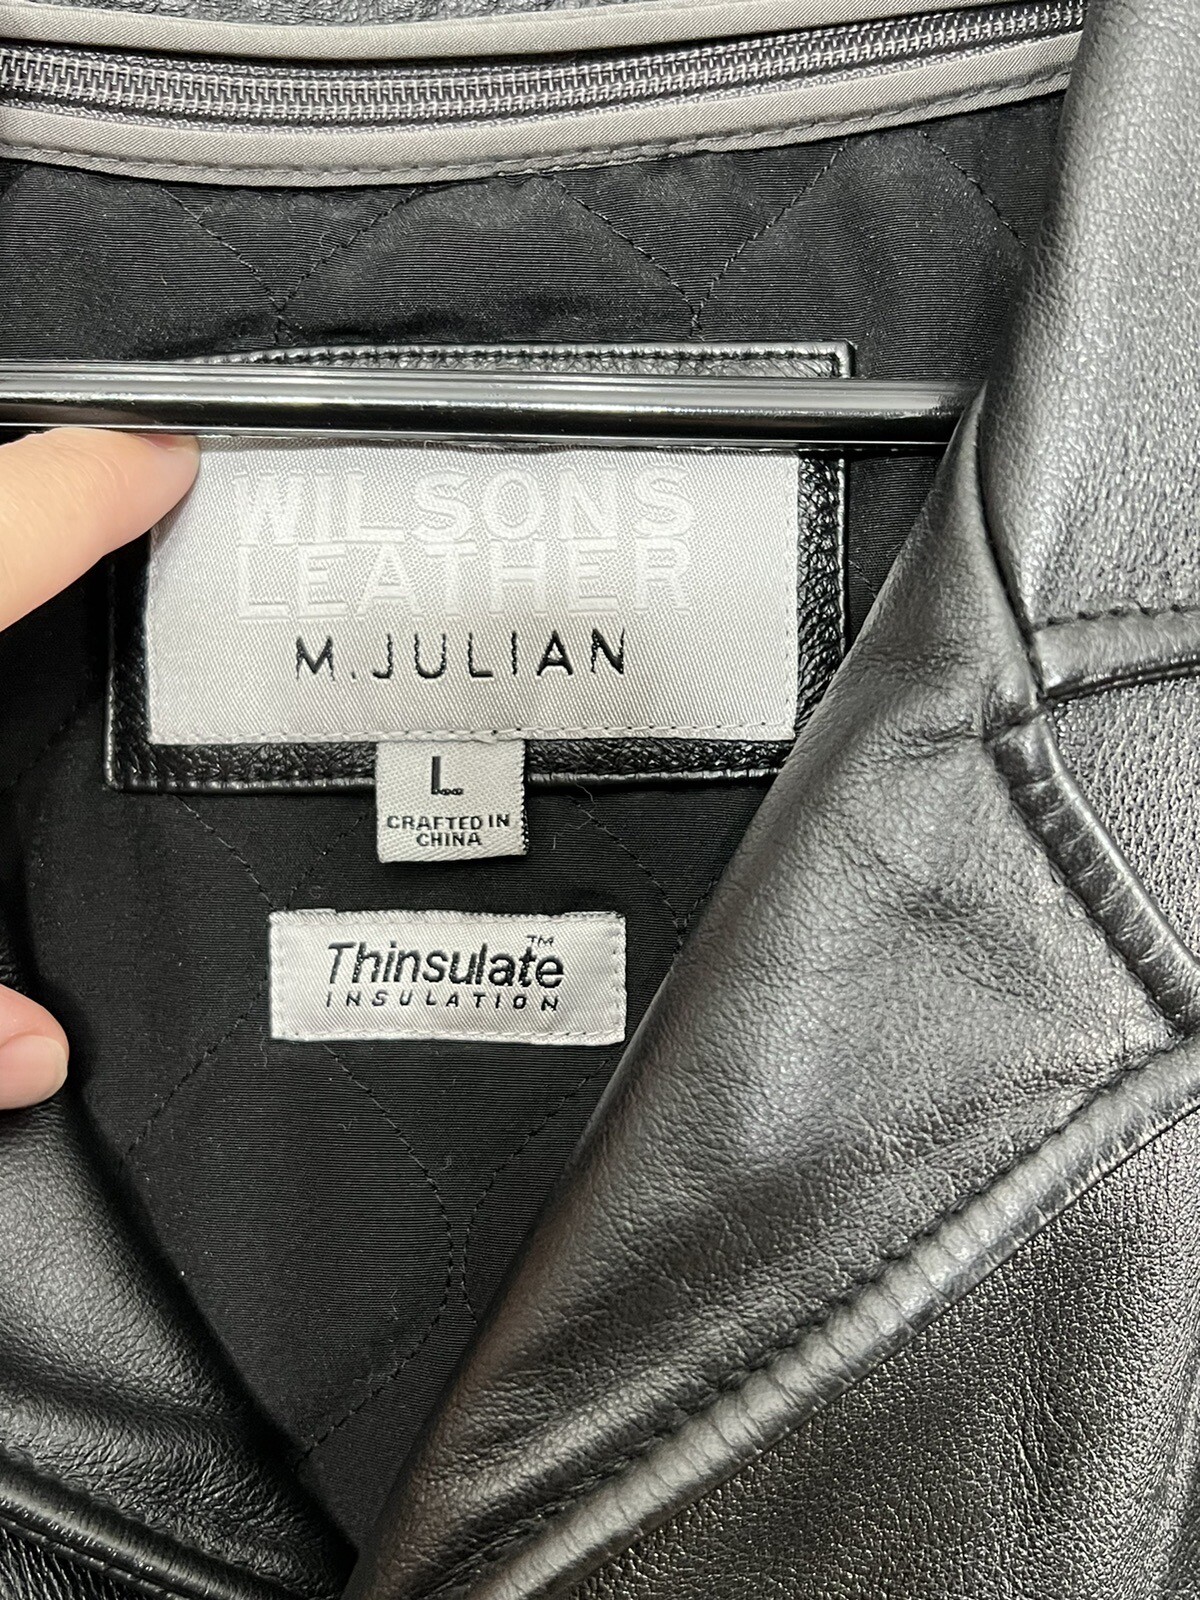 WILSONS
LEATHER
M.JULIAN
L
CRAFTED IN
CHINA
Thinsulate™
INSULATION